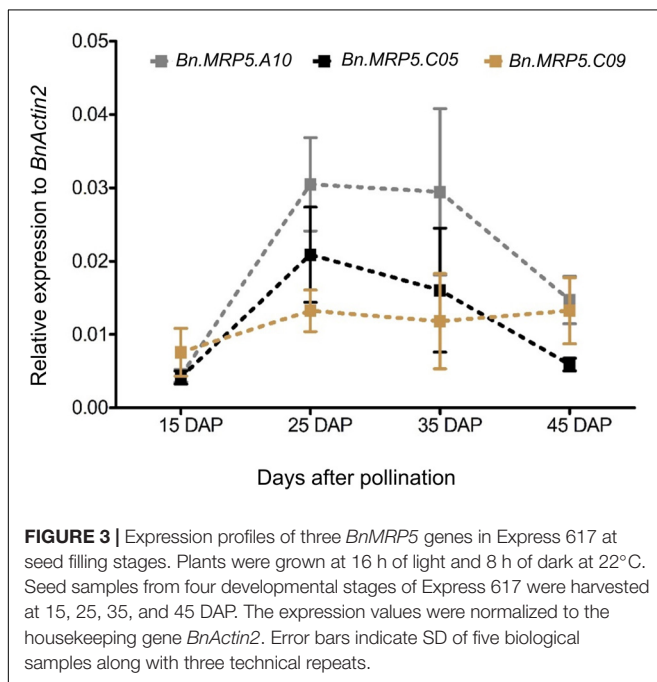 0.05
Bn.MRP5.A10 Bn.MRP5.C05 Bn.MRP5.C09
0.04
0.03
0.02
0.01
0.00
Relative expression to BnActin2
15 DAP 25 DAP 35 DAP 45 DAP
Days after pollination
FIGURE 3 | Expression profiles of three BnMRP5 genes in Express 617 at
seed filling stages. Plants were grown at 16 h of light and 8 h of dark at 22°C.
Seed samples from four developmental stages of Express 617 were harvested
at 15, 25, 35, and 45 DAP. The expression values were normalized to the
housekeeping gene BnActin2. Error bars indicate SD of five biological
samples along with three technical repeats.